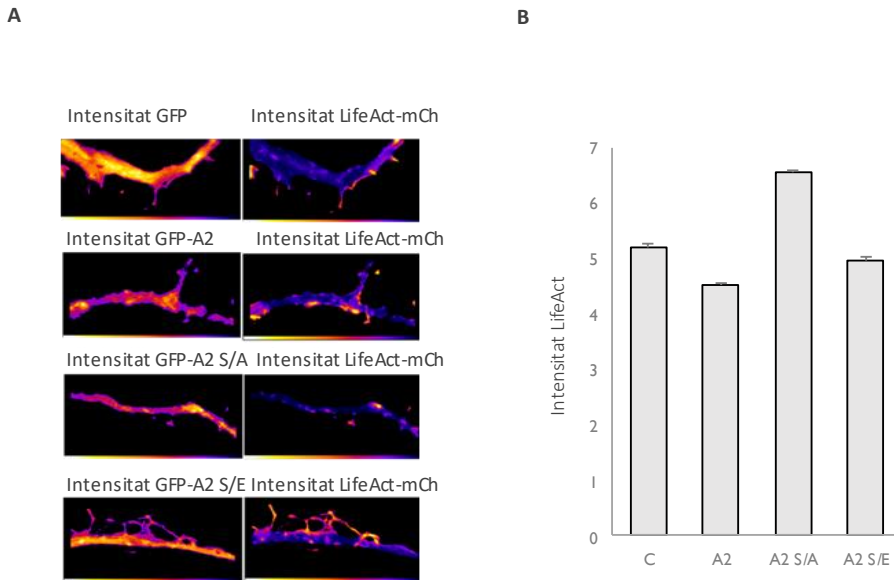 A
B
Intensitat GFP
Intensitat LifeAct-mCh
Intensitat GFP-A2
Intensitat LifeAct-mCh
Intensitat GFP-A2 S/A
Intensitat LifeAct-mCh
Intensitat GFP-A2 S/E
Intensitat LifeAct-mCh
Intensitat LifeAct
7
6
5
4
3
2
1
0
C
A2
A2 S/A
A2 S/E